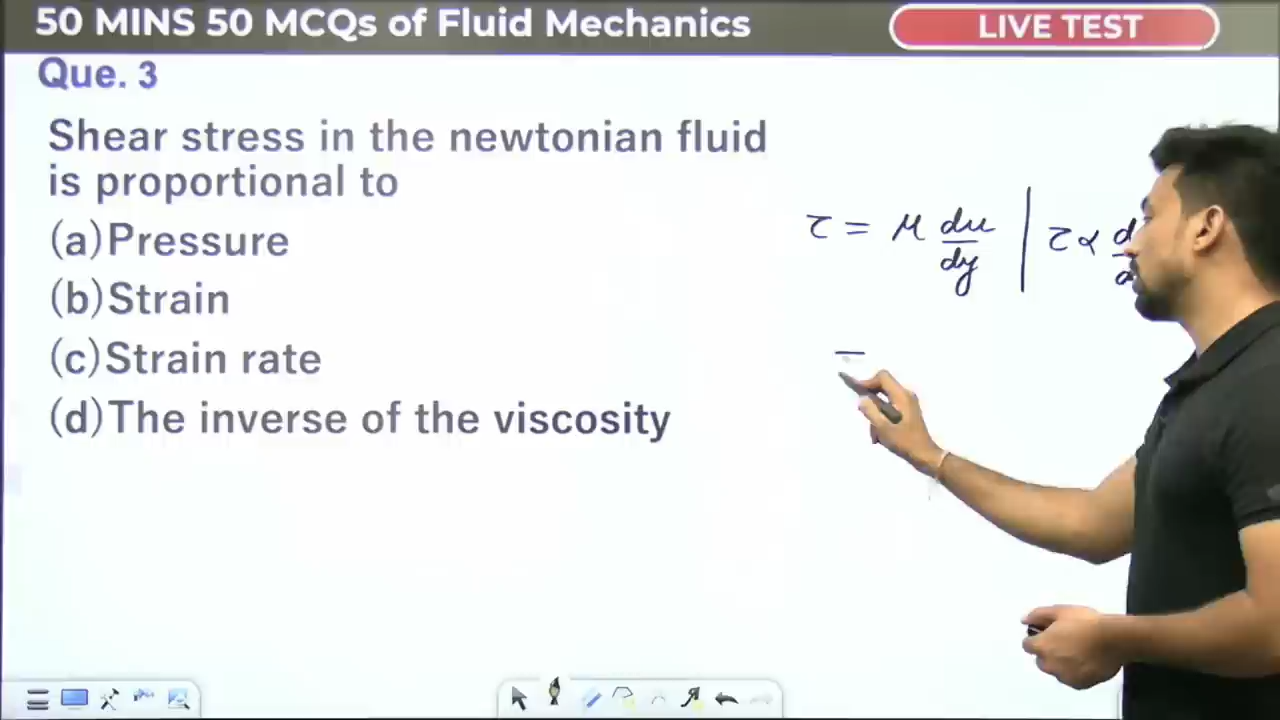 50 MINS 50 MCQs of Fluid Mechanics
LIVE TEST
Que. 3
Shear stress in the newtonian fluid
is proportional to
(a)Pressure
(b)Strain
(c)Strain rate
(d)The inverse of the viscosity
τ = μ du/dy | τ ∝ d